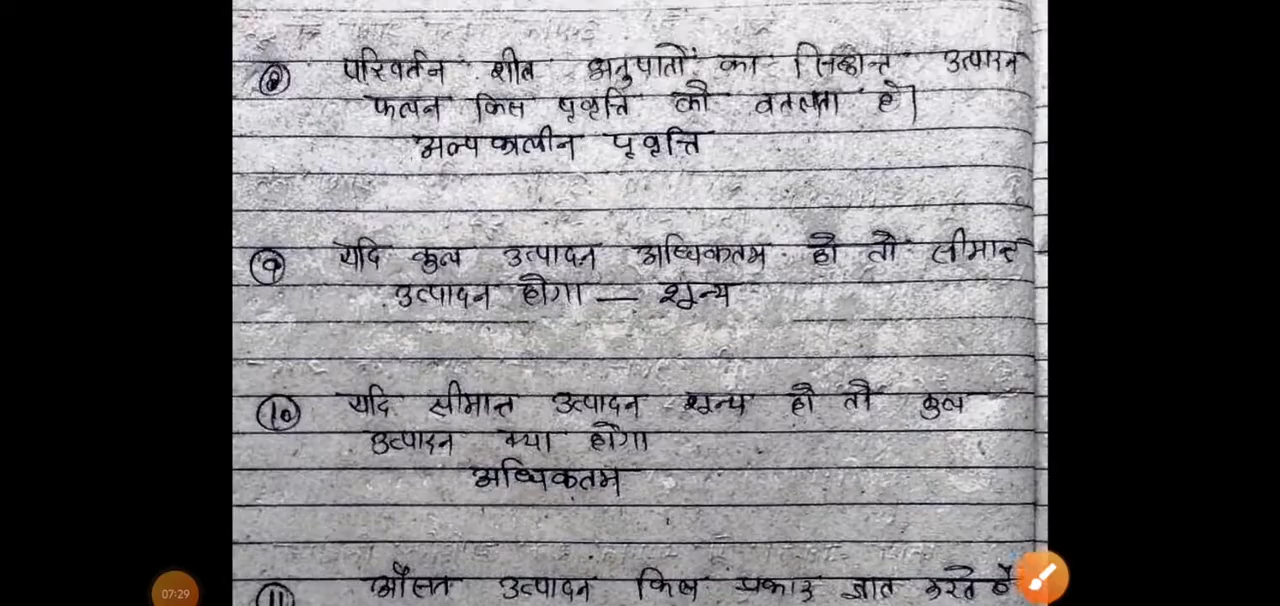 ⑧ परिवर्तन शील अनुपातों का सिद्धान्त उत्पादन
फलन किस प्रवृत्ति को बतलाता है।
अल्पकालीन प्रवृत्ति
⑨ यदि कुल उत्पादन अधिकतम हो तो सीमान्त
उत्पादन होगा — शून्य
⑩ यदि सीमान्त उत्पादन शून्य हो तो कुल
उत्पादन क्या होगा
अधिकतम
⑪ औसत उत्पादन किस प्रकार ज्ञात करते है
07:29